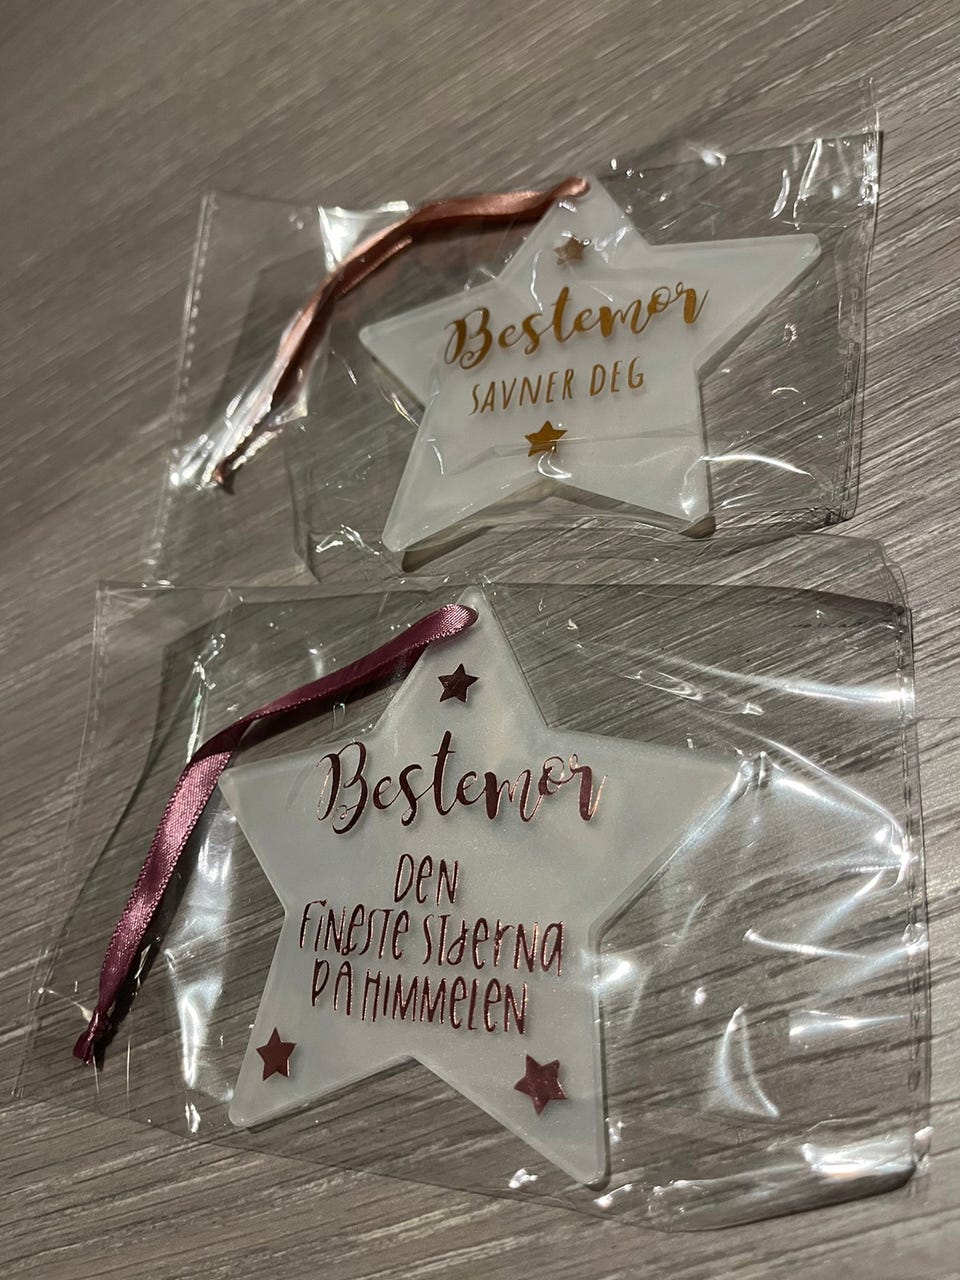 Bestemor
SAVNER DEG
Bestemor
DEN
FINESTE STJERNA
PÅ HIMMELEN